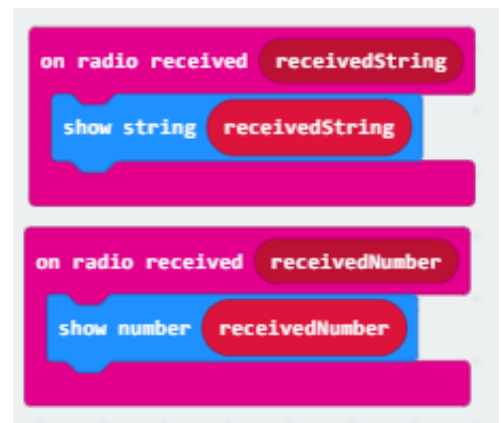 on radio received receivedString
show string receivedString
on radio received receivedNumber
show number receivedNumber